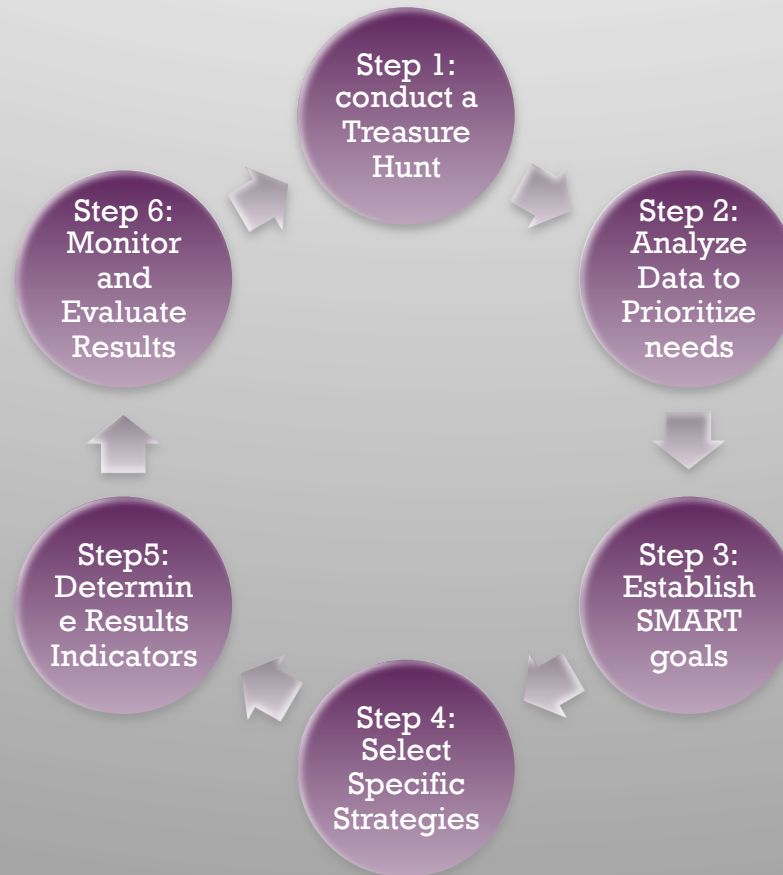 Step 1:
conduct a
Treasure
Hunt
Step 2:
Analyze
Data to
Prioritize
needs
Step 3:
Establish
SMART
goals
Step 4:
Select
Specific
Strategies
Step5:
Determin
e Results
Indicators
Step 6:
Monitor
and
Evaluate
Results